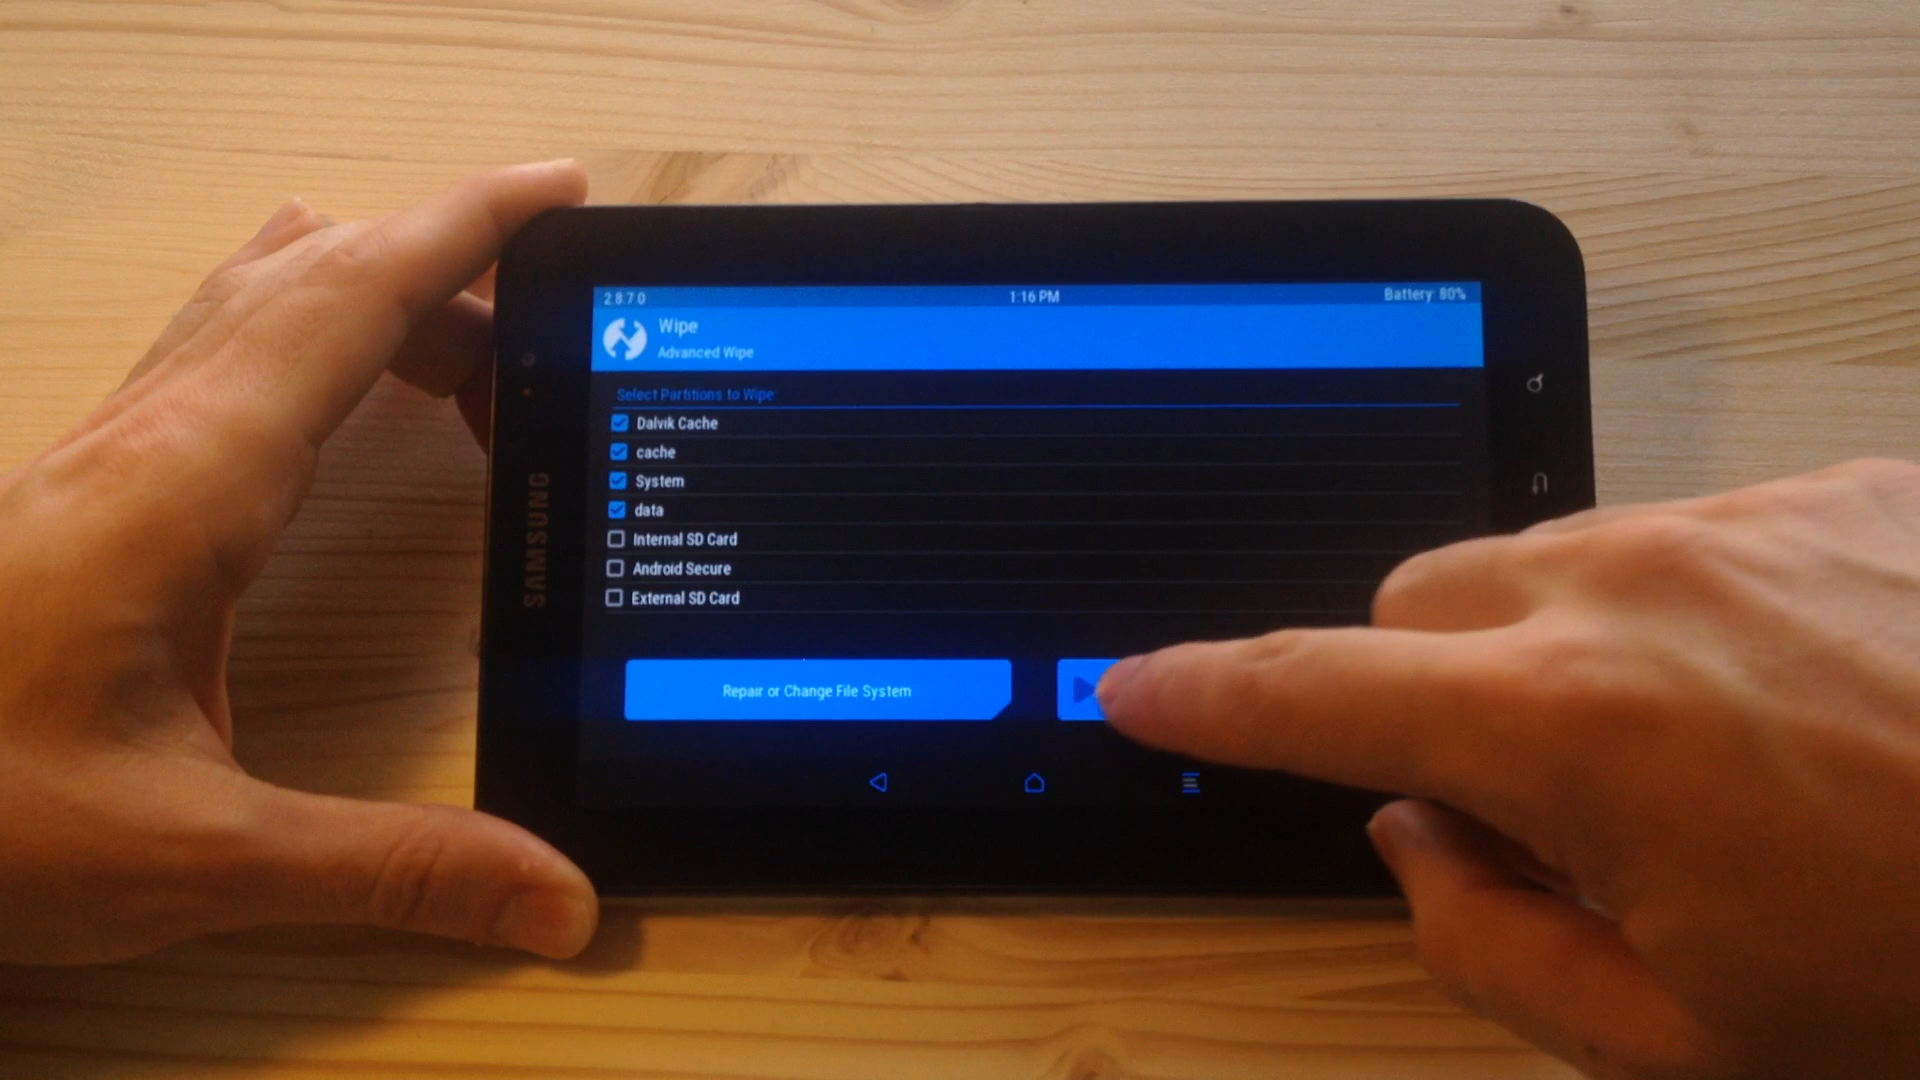 2.8.7.0 1:16 PM Battery: 80%
Wipe
Advanced Wipe
Select Partitions to Wipe:
Dalvik Cache
cache
System
data
Internal SD Card
Android Secure
External SD Card
Repair or Change File System
SAMSUNG